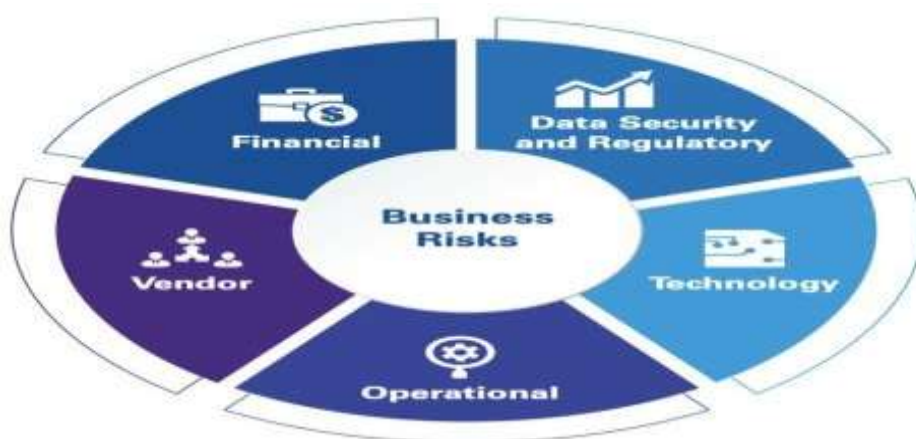 Financial
Data Security
and Regulatory
Business
Risks
Vendor
Technology
Operational